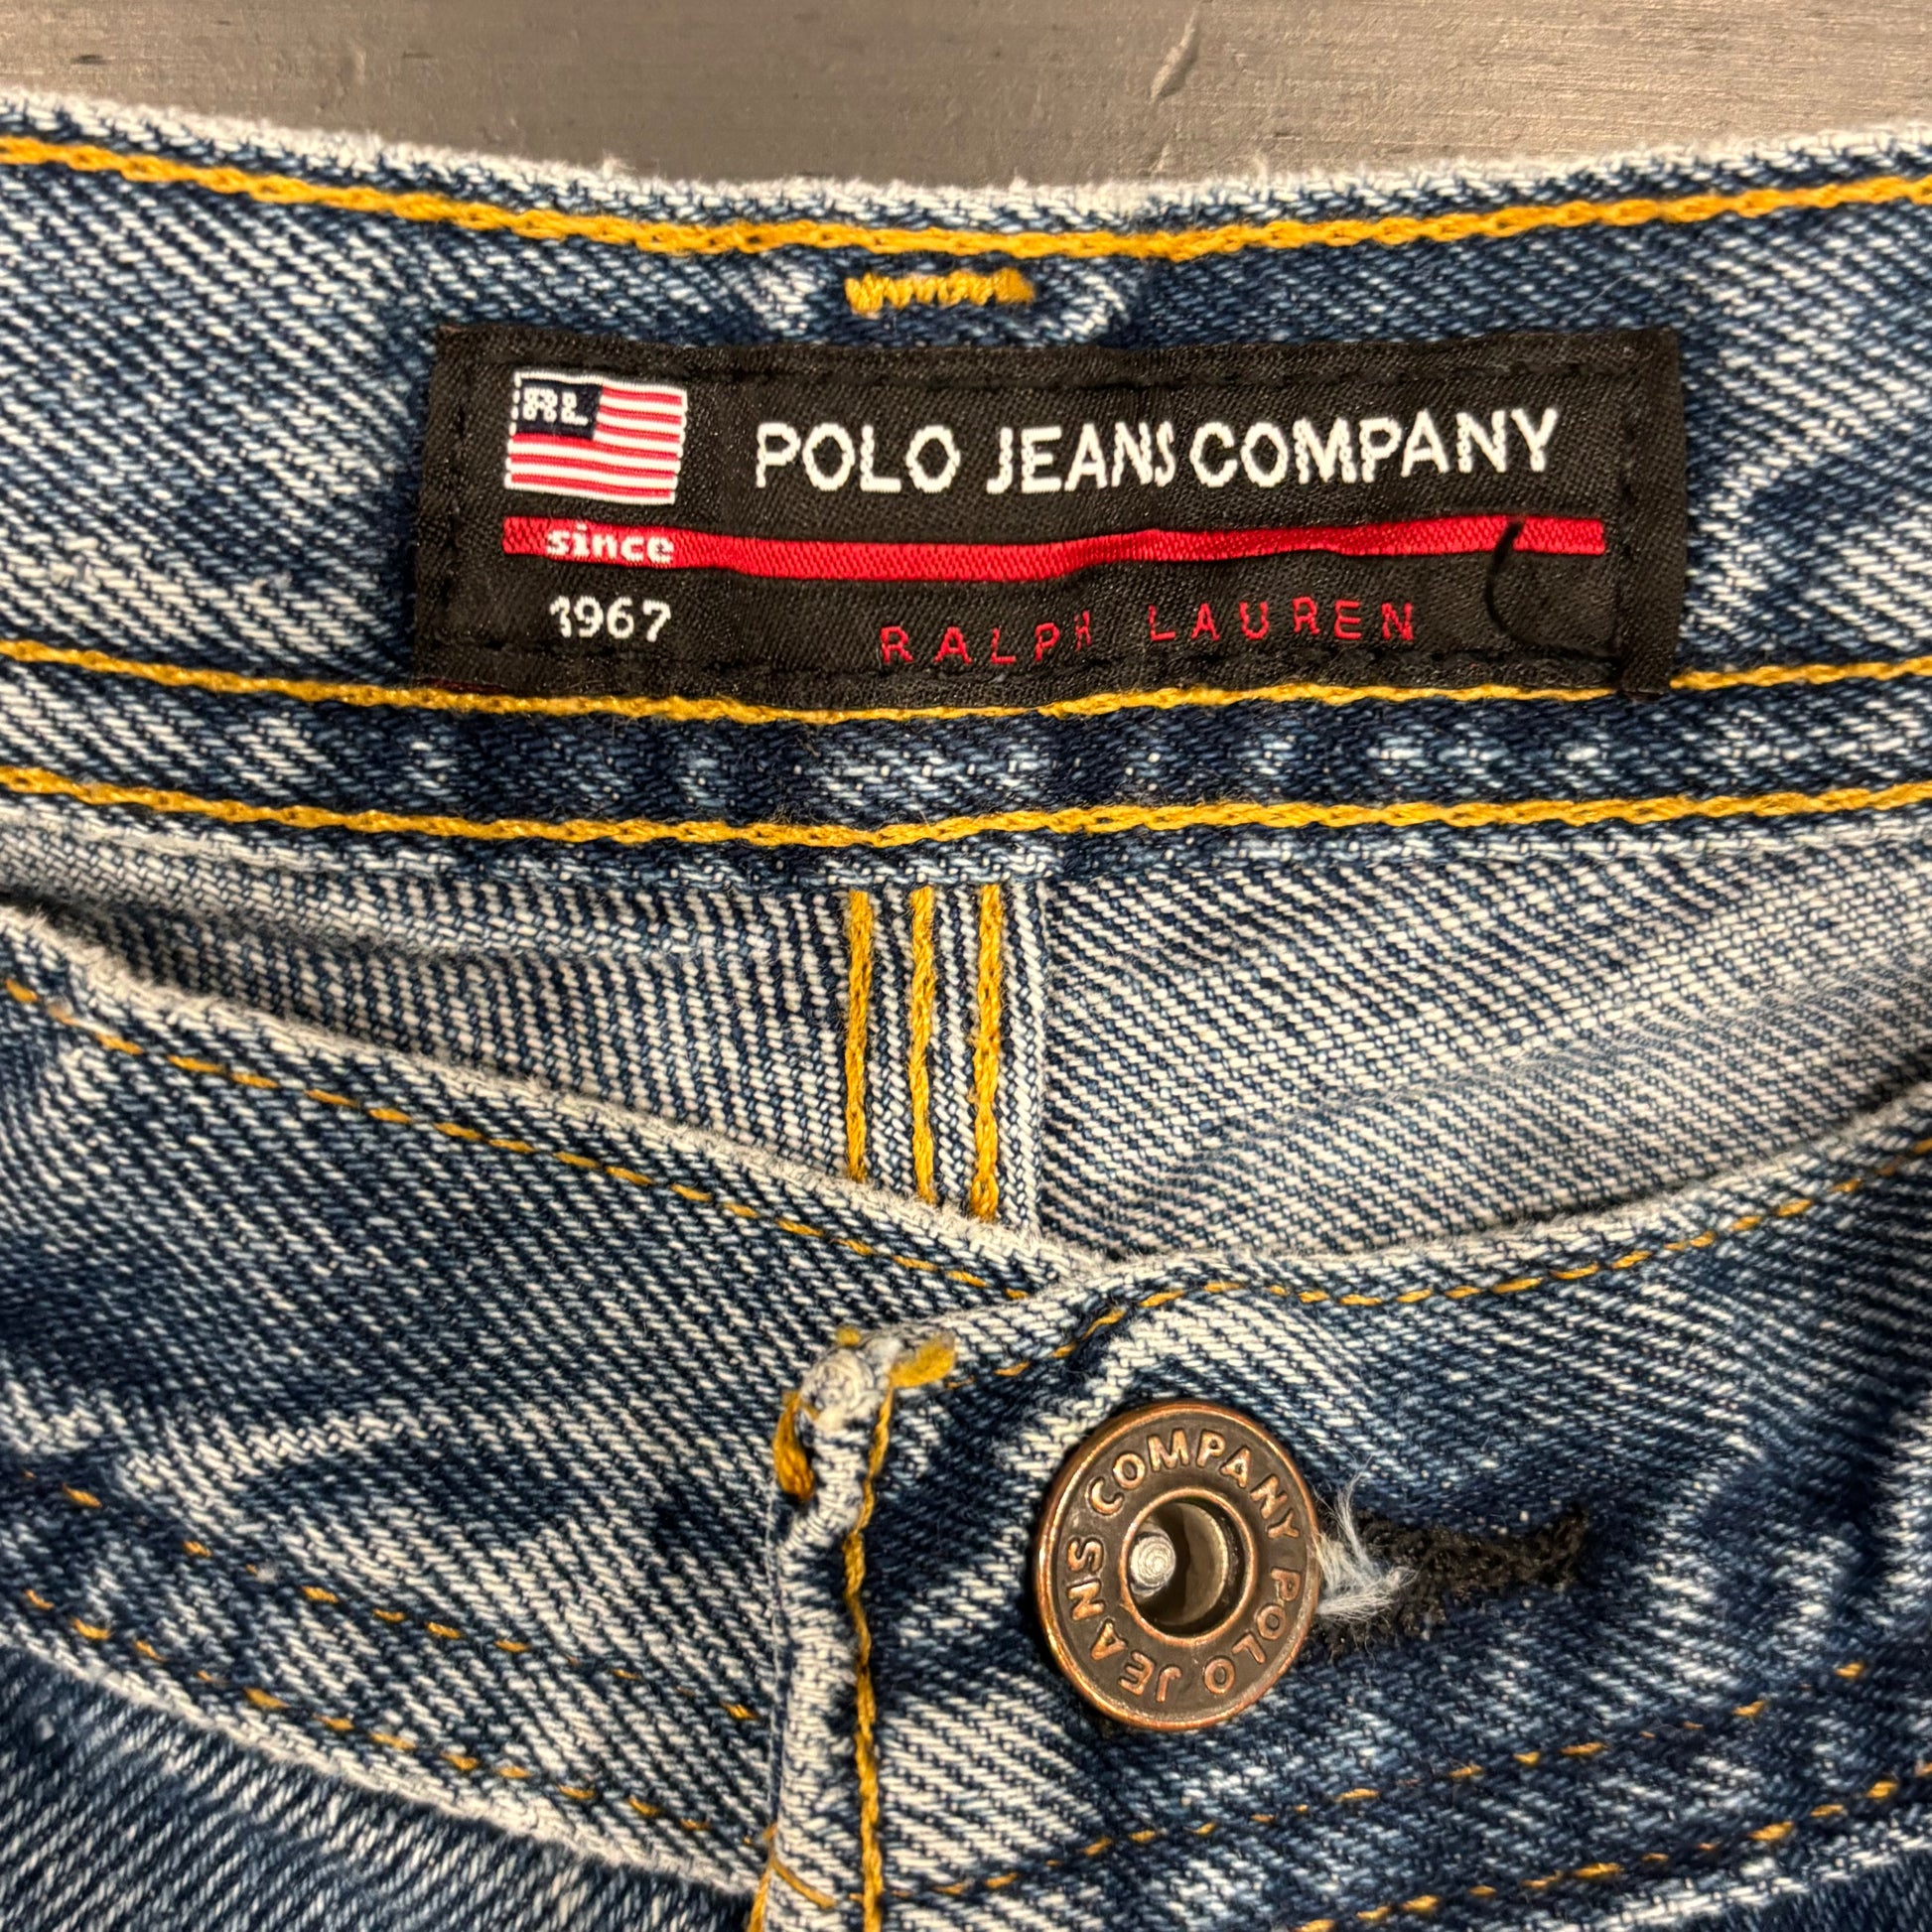 RL
POLO JEANS COMPANY
since
1967
RALPH LAUREN
POLO JEANS COMPANY